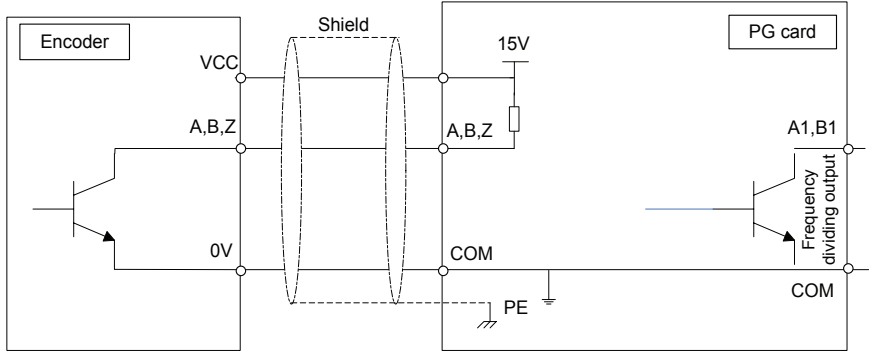 Encoder
Shield
PG card
VCC
15V
A,B,Z
A,B,Z
A1,B1
Frequency
dividing output
0V
COM
COM
PE